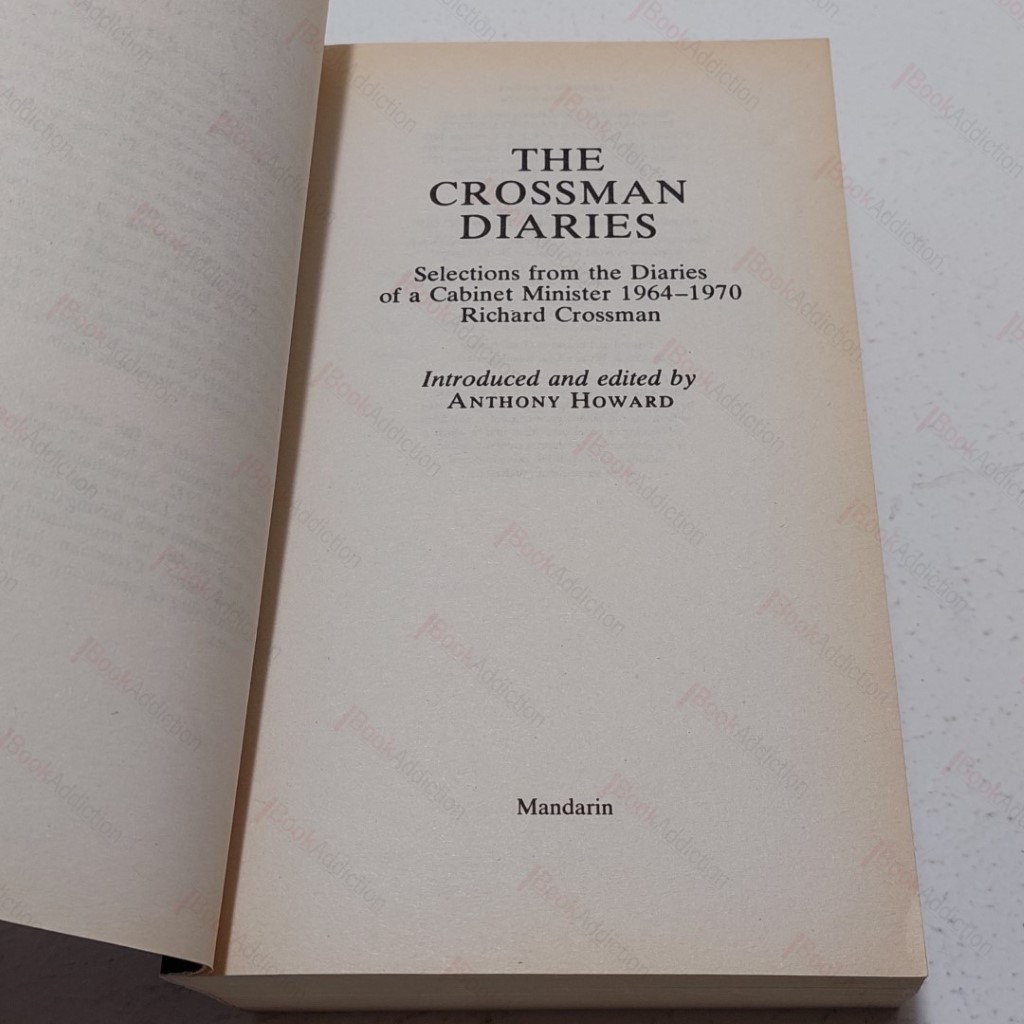 THE
CROSSMAN
DIARIES
Selections from the Diaries
of a Cabinet Minister 1964–1970
Richard Crossman
Introduced and edited by
ANTHONY HOWARD
Mandarin
BookAddiction